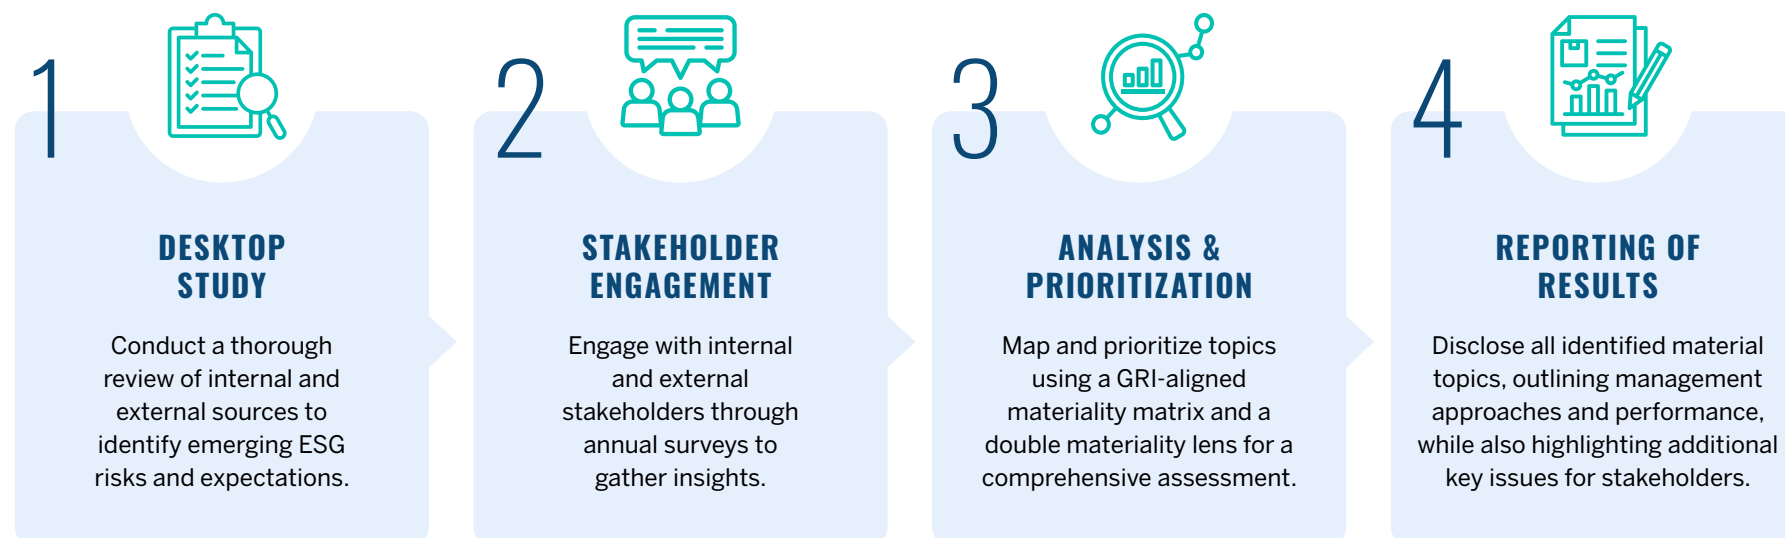 1
DESKTOP
STUDY
Conduct a thorough
review of internal and
external sources to
identify emerging ESG
risks and expectations.
2
STAKEHOLDER
ENGAGEMENT
Engage with internal
and external
stakeholders through
annual surveys to
gather insights.
3
ANALYSIS &
PRIORITIZATION
Map and prioritize topics
using a GRI-aligned
materiality matrix and a
double materiality lens for a
comprehensive assessment.
4
REPORTING OF
RESULTS
Disclose all identified material
topics, outlining management
approaches and performance,
while also highlighting additional
key issues for stakeholders.